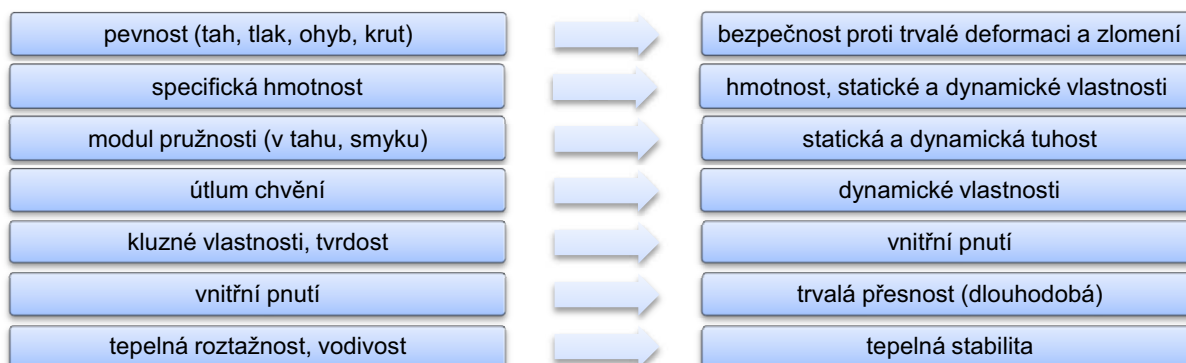 pevnost (tah, tlak, ohyb, krut)
bezpečnost proti trvalé deformaci a zlomení
specifická hmotnost
hmotnost, statické a dynamické vlastnosti
modul pružnosti (v tahu, smyku)
statická a dynamická tuhost
útlum chvění
dynamické vlastnosti
kluzné vlastnosti, tvrdost
vnitřní pnutí
vnitřní pnutí
trvalá přesnost (dlouhodobá)
tepelná roztažnost, vodivost
tepelná stabilita